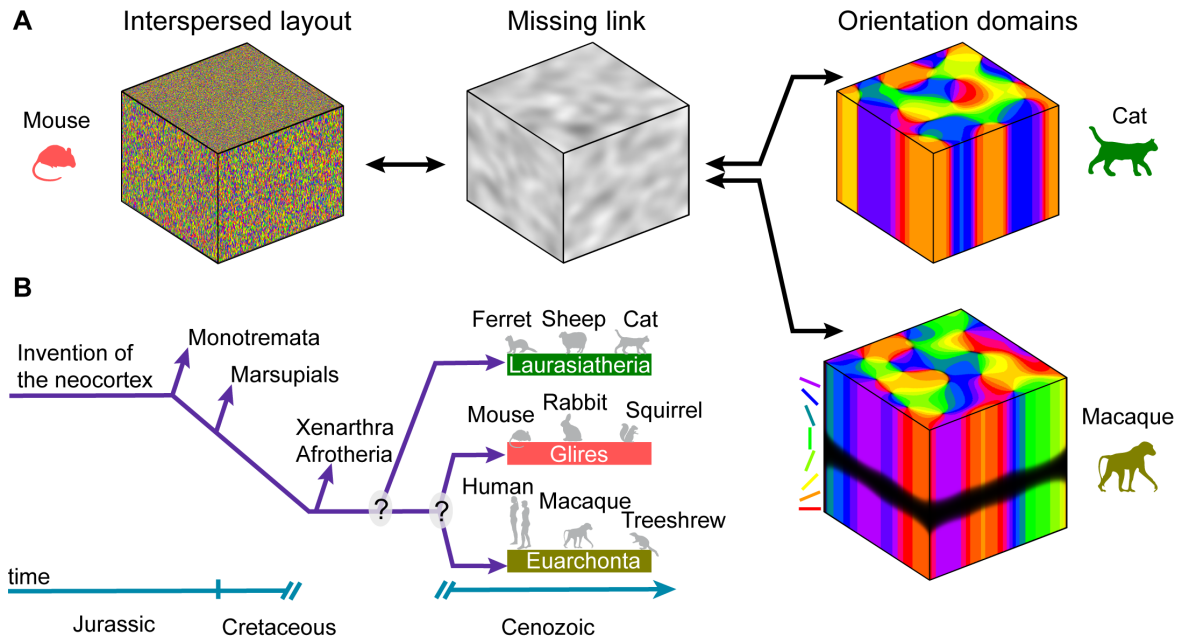 A
Interspersed layout
Missing link
Orientation domains
Mouse
Cat
Macaque
B
Invention of
the neocortex
Monotremata
Marsupials
Xenarthra
Afrotheria
?
?
Ferret Sheep Cat
Laurasiatheria
Mouse Rabbit Squirrel
Glires
Human Macaque Treeshrew
Euarchonta
time
Jurassic
Cretaceous
Cenozoic